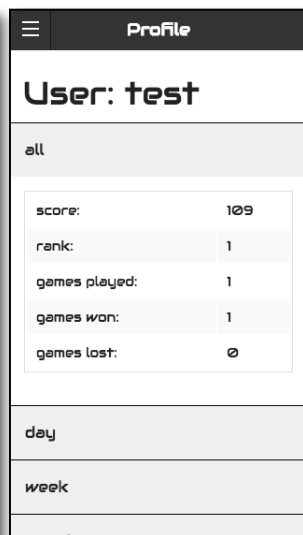 Profile
User: test
all
score: 109
rank: 1
games played: 1
games won: 1
games lost: 0
day
week